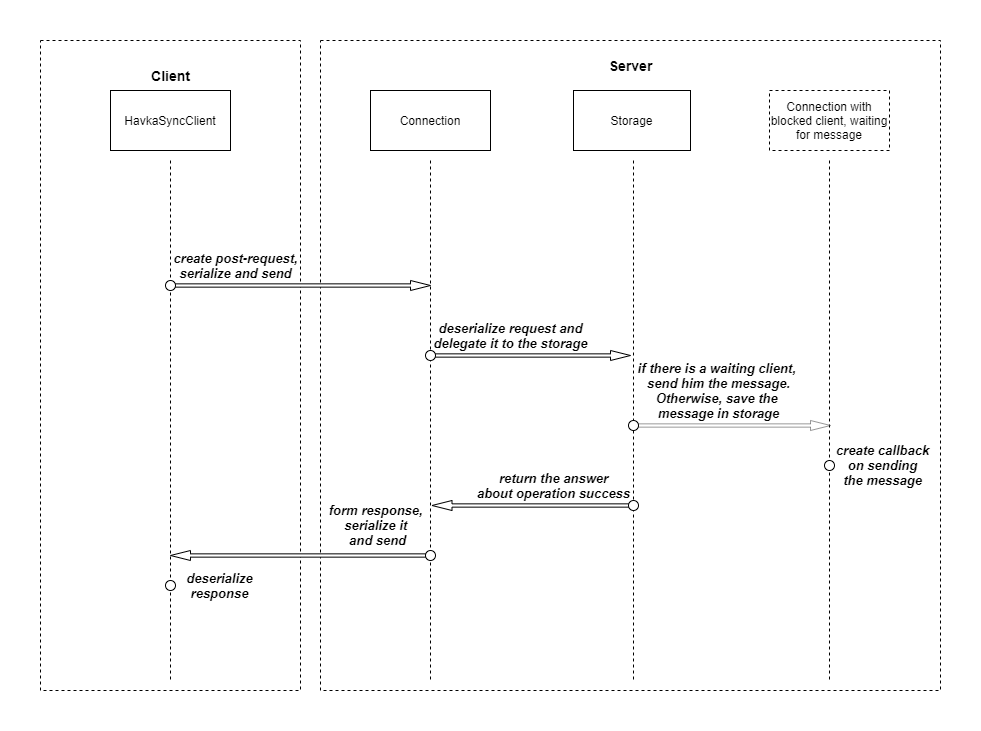 Client
Server
HavkaSyncClient
Connection
Storage
Connection with
blocked client, waiting
for message
create post-request,
serialize and send
deserialize request and
delegate it to the storage
if there is a waiting client,
send him the message.
Otherwise, save the
message in storage
create callback
on sending
the message
return the answer
about operation success
form response,
serialize it
and send
deserialize
response